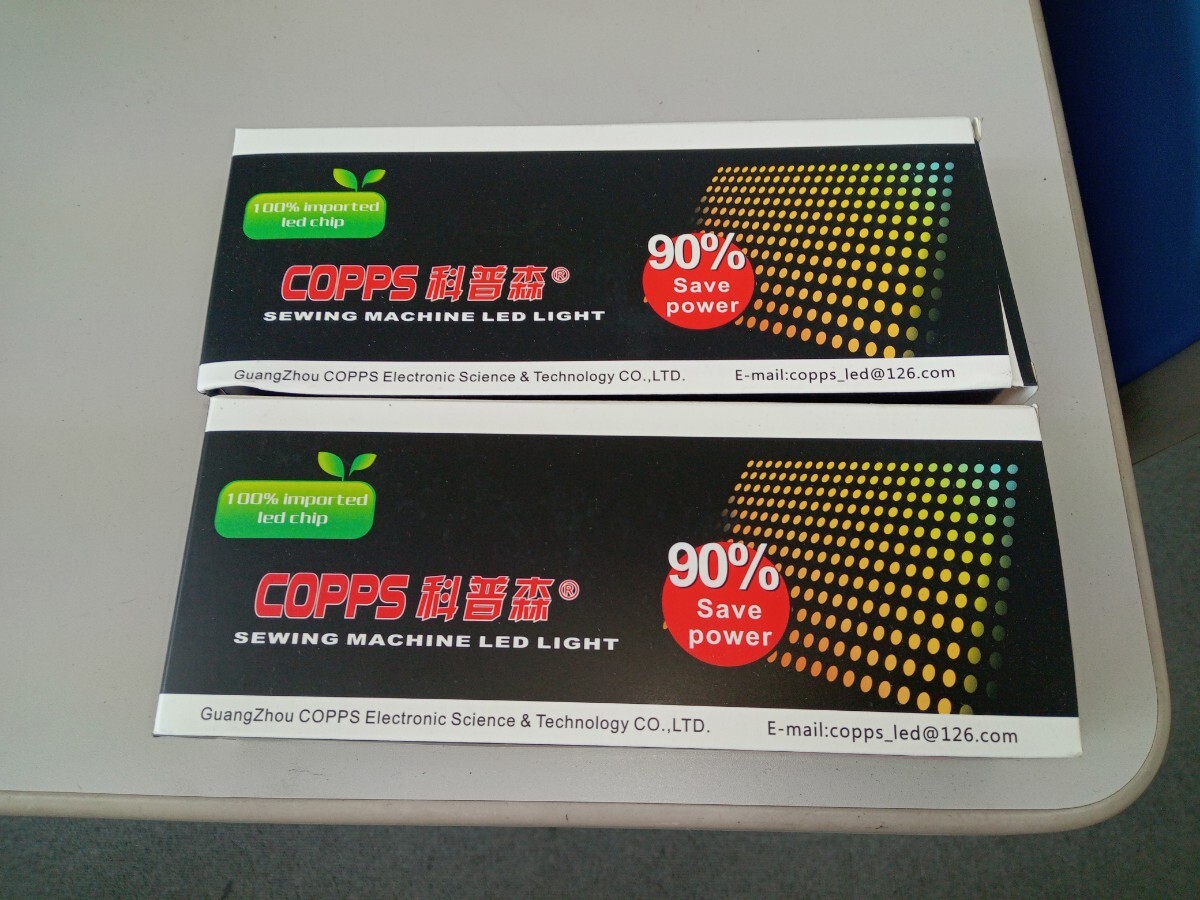 100% imported
led chip
COPPS 科普森®
SEWING MACHINE LED LIGHT
90%
Save
power
GuangZhou COPPS Electronic Science & Technology CO.,LTD.
E-mail:copps_led@126.com
100% imported
led chip
COPPS 科普森®
SEWING MACHINE LED LIGHT
90%
Save
power
GuangZhou COPPS Electronic Science & Technology CO.,LTD.
E-mail:copps_led@126.com